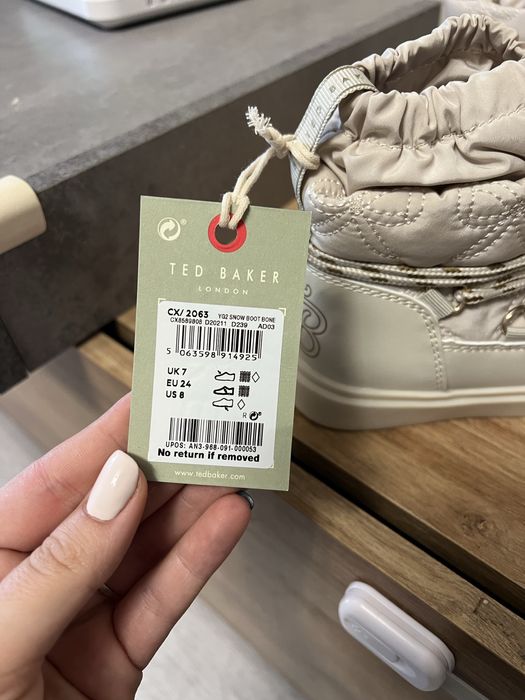 TED BAKER
LONDON
CX/ 2063 YG2 SNOW BOOT BONE
CX8589808 D20211 D239 AD03
5 063598 914925
UK 7
EU 24
US 8
R
UPOS: AN3-988-091-000053
No return if removed
www.tedbaker.com